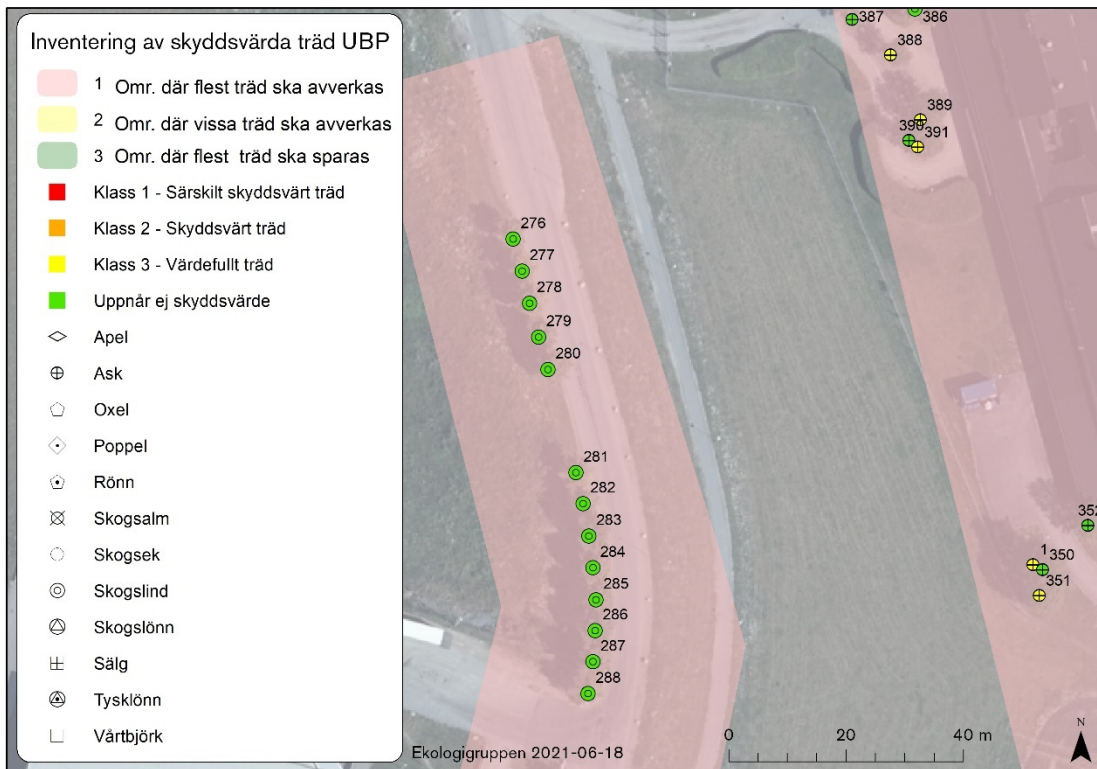 Inventering av skyddsvärda träd UBP
1 Omr. där flest träd ska avverkas
2 Omr. där vissa träd ska avverkas
3 Omr. där flest träd ska sparas
Klass 1 - Särskilt skyddsvärt träd
Klass 2 - Skyddsvärt träd
Klass 3 - Värdefullt träd
Uppnår ej skyddsvärde
Apel
Ask
Oxel
Poppel
Rönn
Skogsalm
Skogsek
Skogslind
Skogslönn
Sälg
Tysklönn
Vårtbjörk
276
277
278
279
280
281
282
283
284
285
286
287
288
387
386
388
389
390
391
352
1
350
351
Ekologigruppen 2021-06-18
0 20 40 m
N